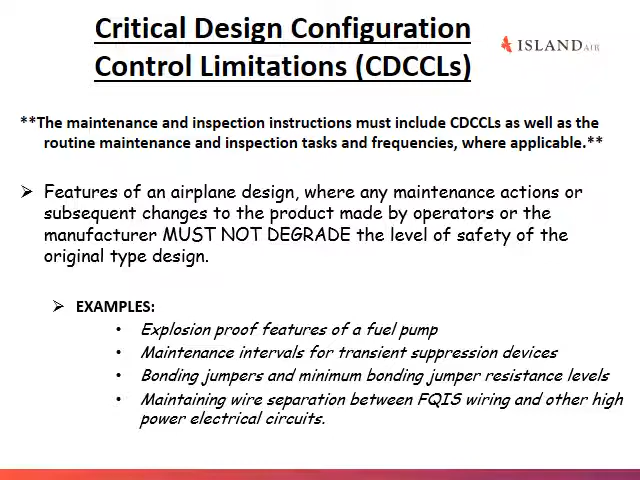 Critical Design Configuration
Control Limitations (CDCCLs)
ISLAND AIR
**The maintenance and inspection instructions must include CDCCLs as well as the
routine maintenance and inspection tasks and frequencies, where applicable.**
➢ Features of an airplane design, where any maintenance actions or
subsequent changes to the product made by operators or the
manufacturer MUST NOT DEGRADE the level of safety of the
original type design.
➢ EXAMPLES:
• Explosion proof features of a fuel pump
• Maintenance intervals for transient suppression devices
• Bonding jumpers and minimum bonding jumper resistance levels
• Maintaining wire separation between FQIS wiring and other high
power electrical circuits.